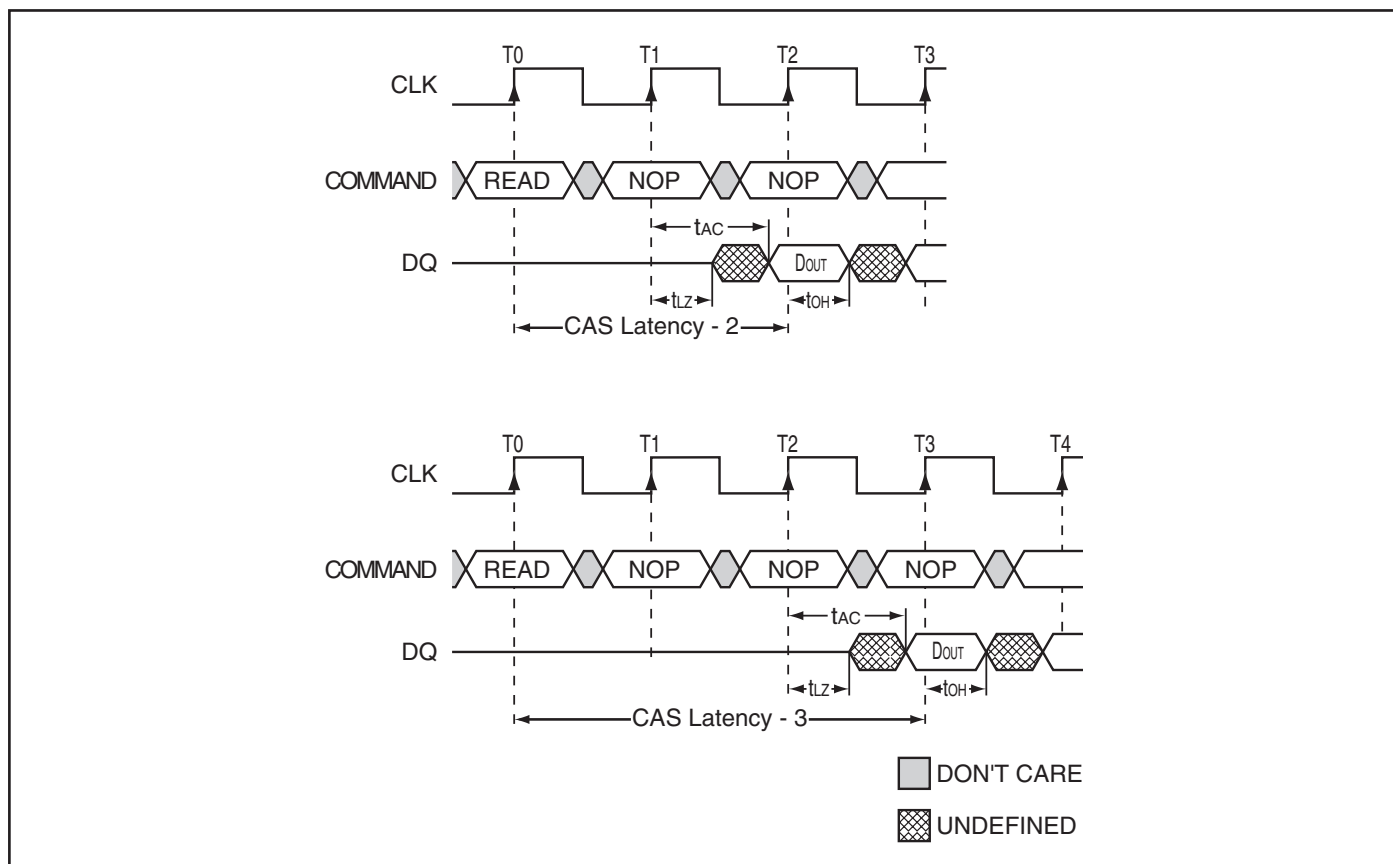 T0 T1 T2 T3
CLK
COMMAND READ NOP NOP
tAC
DQ DOUT
tLZ tOH
CAS Latency - 2
T0 T1 T2 T3 T4
CLK
COMMAND READ NOP NOP NOP
tAC
DQ DOUT
tLZ tOH
CAS Latency - 3
DON'T CARE
UNDEFINED